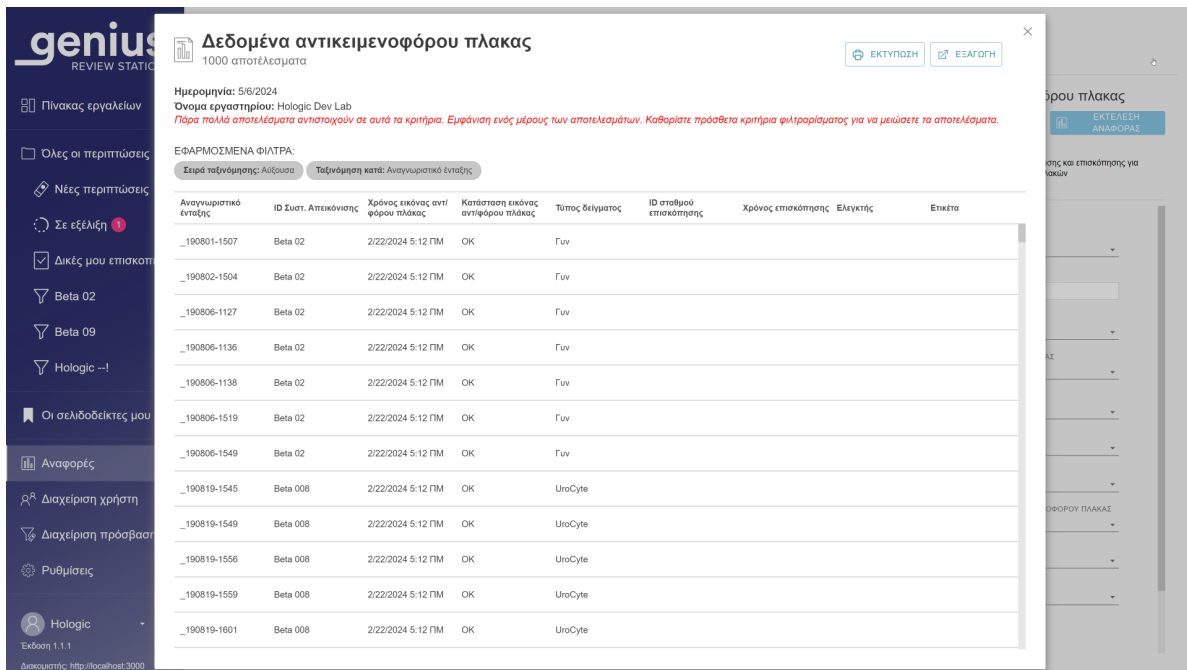 genius
REVIEW STATIO
Πίνακας εργαλείων
Όλες οι περιπτώσεις
Νέες περιπτώσεις
Σε εξέλιξη 1
Δικές μου επισκοπ
Beta 02
Beta 09
Hologic --!
Οι σελιδοδείκτες μου
Αναφορές
Διαχείριση χρήστη
Διαχείριση πρόσβαση
Ρυθμίσεις
Hologic
Έκδοση 1.1.1
Διακομιστής: http://localhost:3000
Δεδομένα αντικειμενοφόρου πλακας
1000 αποτέλεσματα
ΕΚΤΥΠΩΣΗ ΕΞΑΓΩΓΗ
Ημερομηνία: 5/6/2024
Όνομα εργαστηρίου: Hologic Dev Lab
Πάρα πολλά αποτελέσματα αντιστοιχούν σε αυτά τα κριτήρια. Εμφάνιση ενός μέρους των αποτελεσμάτων. Καθορίστε πρόσθετα κριτήρια φιλτραρίσματος για να μειώσετε τα αποτελέσματα.
ΕΦΑΡΜΟΣΜΕΝΑ ΦΙΛΤΡΑ:
Σειρά ταξινόμησης: Αύξουσα Ταξινόμηση κατά: Αναγνωριστικό ένταξης
Αναγνωριστικό ένταξης ID Συστ. Απεικόνισης Χρόνος εικόνας αντ/φόρου πλάκας Κατάσταση εικόνας αντ/φόρου πλάκας Τύπος δείγματος ID σταθμού επισκόπησης Χρόνος επισκόπησης Ελεγκτής Ετικέτα
_190801-1507 Beta 02 2/22/2024 5:12 ΠΜ OK Γυν
_190802-1504 Beta 02 2/22/2024 5:12 ΠΜ OK Γυν
_190806-1127 Beta 02 2/22/2024 5:12 ΠΜ OK Γυν
_190806-1136 Beta 02 2/22/2024 5:12 ΠΜ OK Γυν
_190806-1138 Beta 02 2/22/2024 5:12 ΠΜ OK Γυν
_190806-1519 Beta 02 2/22/2024 5:12 ΠΜ OK Γυν
_190806-1549 Beta 02 2/22/2024 5:12 ΠΜ OK Γυν
_190819-1545 Beta 008 2/22/2024 5:12 ΠΜ OK UroCyte
_190819-1549 Beta 008 2/22/2024 5:12 ΠΜ OK UroCyte
_190819-1556 Beta 008 2/22/2024 5:12 ΠΜ OK UroCyte
_190819-1559 Beta 008 2/22/2024 5:12 ΠΜ OK UroCyte
_190819-1601 Beta 008 2/22/2024 5:12 ΠΜ OK UroCyte
όρου πλακας
ΕΚΤΕΛΕΣΗ
ΑΝΑΦΟΡΑΣ
σης και επισκόπησης για
λακών
ΑΣ
ΟΦΟΡΟΥ ΠΛΑΚΑΣ